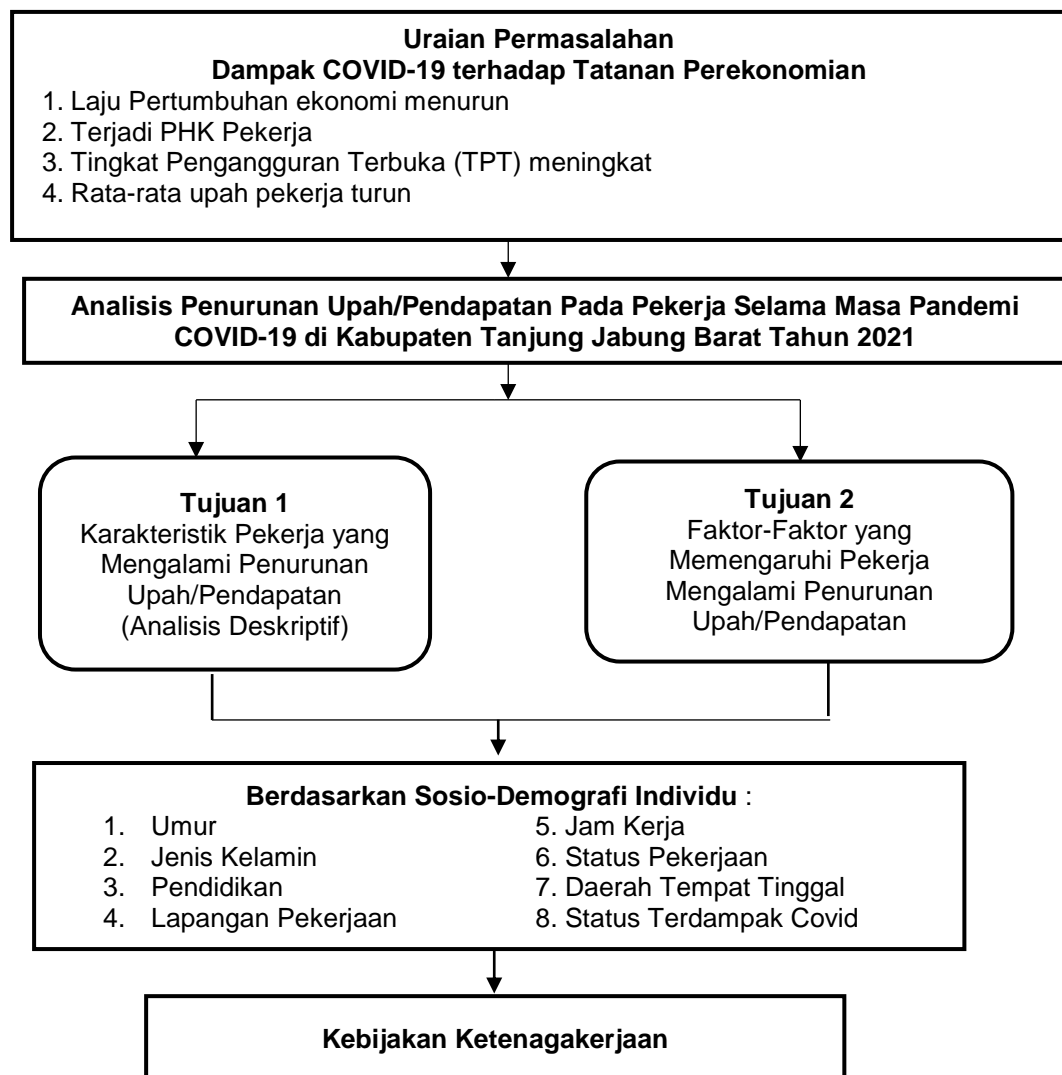 Uraian Permasalahan
Dampak COVID-19 terhadap Tatanan Perekonomian
1. Laju Pertumbuhan ekonomi menurun
2. Terjadi PHK Pekerja
3. Tingkat Pengangguran Terbuka (TPT) meningkat
4. Rata-rata upah pekerja turun
Analisis Penurunan Upah/Pendapatan Pada Pekerja Selama Masa Pandemi
COVID-19 di Kabupaten Tanjung Jabung Barat Tahun 2021
Tujuan 1
Karakteristik Pekerja yang
Mengalami Penurunan
Upah/Pendapatan
(Analisis Deskriptif)
Tujuan 2
Faktor-Faktor yang
Memengaruhi Pekerja
Mengalami Penurunan
Upah/Pendapatan
Berdasarkan Sosio-Demografi Individu :
1. Umur
2. Jenis Kelamin
3. Pendidikan
4. Lapangan Pekerjaan
5. Jam Kerja
6. Status Pekerjaan
7. Daerah Tempat Tinggal
8. Status Terdampak Covid
Kebijakan Ketenagakerjaan